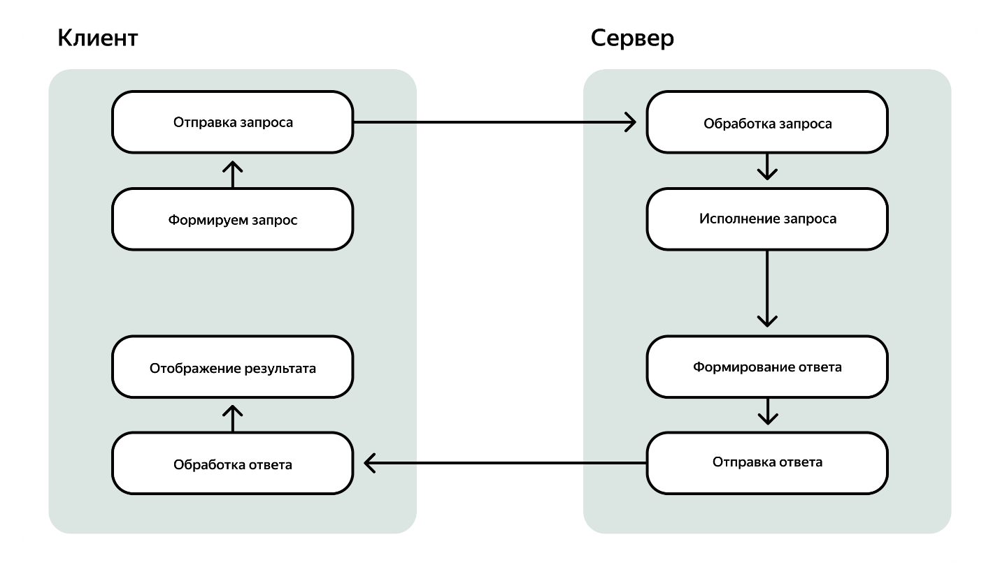 Клиент
Сервер
Отправка запроса
Обработка запроса
Формируем запрос
Исполнение запроса
Отображение результата
Формирование ответа
Обработка ответа
Отправка ответа